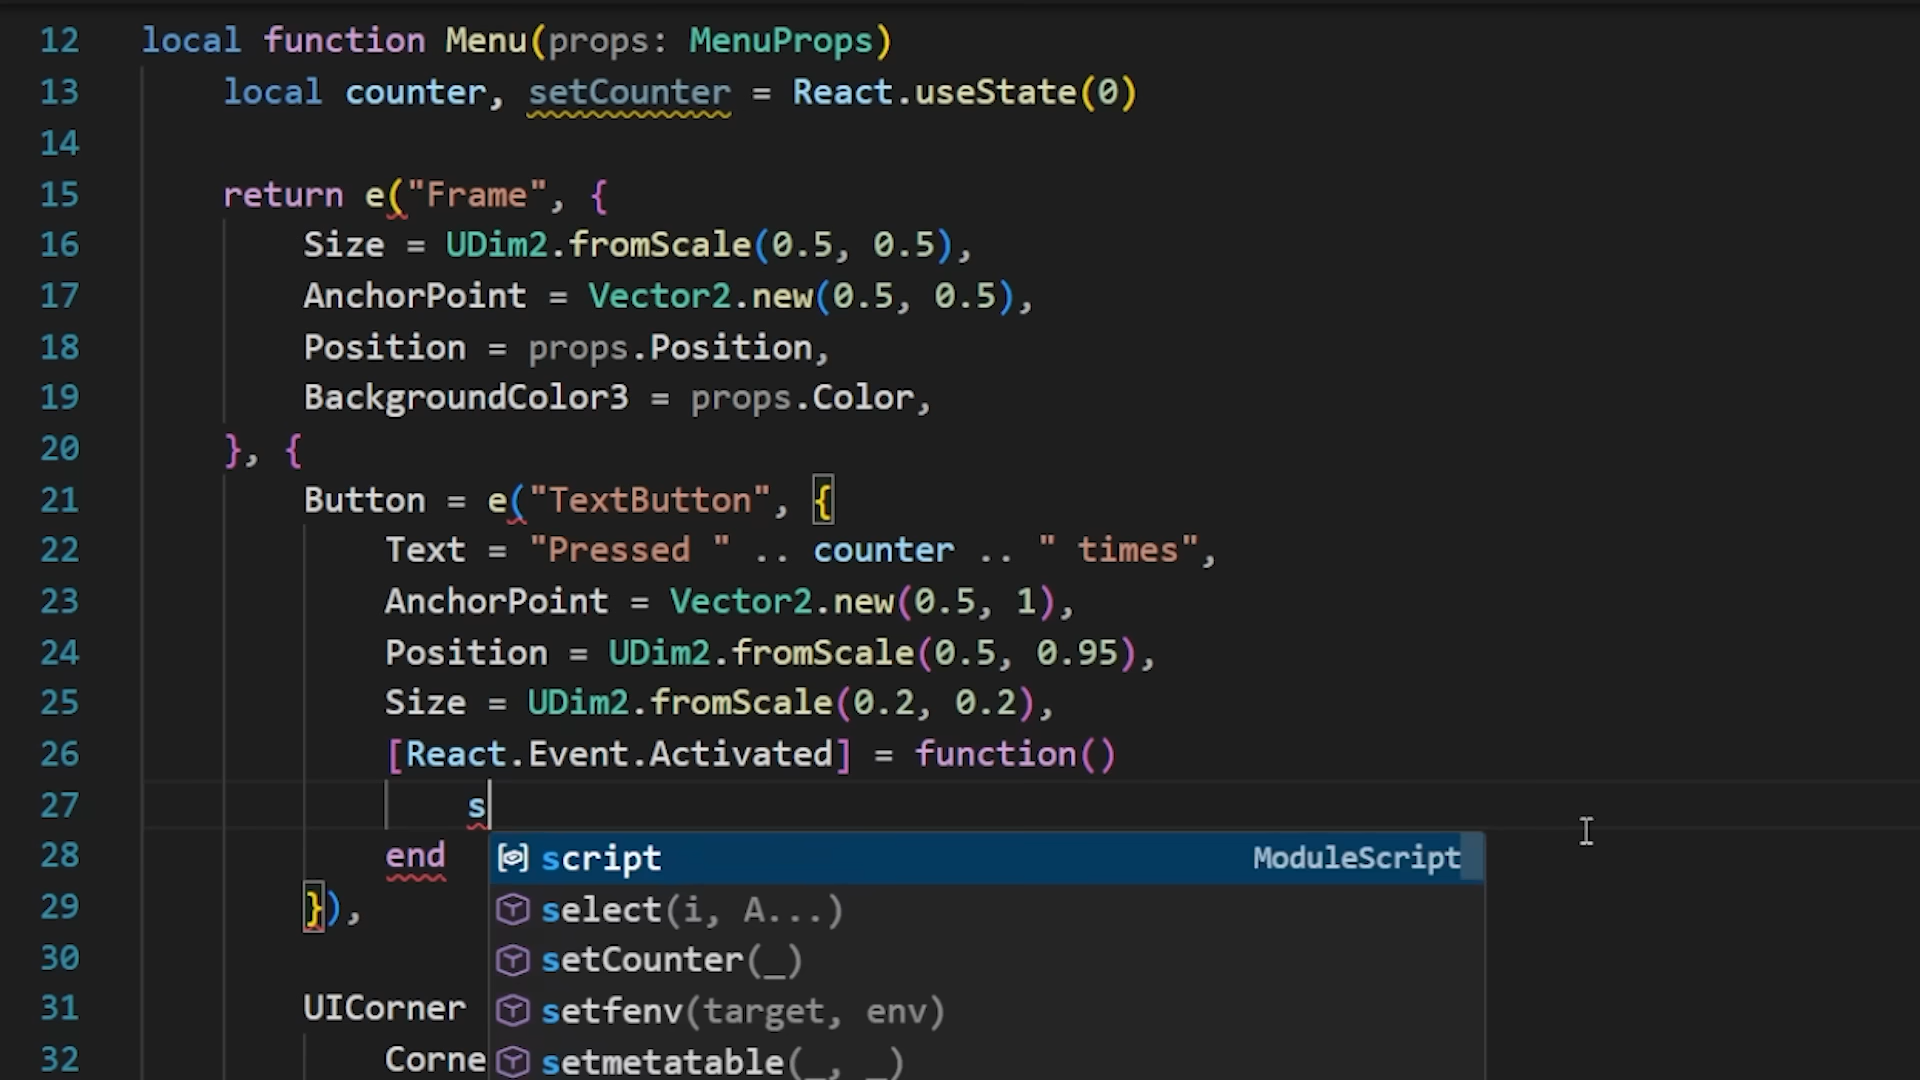 12 local function Menu(props: MenuProps)
13 local counter, setCounter = React.useState(0)
14
15 return e("Frame", {
16 Size = UDim2.fromScale(0.5, 0.5),
17 AnchorPoint = Vector2.new(0.5, 0.5),
18 Position = props.Position,
19 BackgroundColor3 = props.Color,
20 }, {
21 Button = e("TextButton", {
22 Text = "Pressed " .. counter .. " times",
23 AnchorPoint = Vector2.new(0.5, 1),
24 Position = UDim2.fromScale(0.5, 0.95),
25 Size = UDim2.fromScale(0.2, 0.2),
26 [React.Event.Activated] = function()
27 s
28 end
script ModuleScript
29 }),
select(i, A...)
30
setCounter(_)
31 UICorner
setfenv(target, env)
32 Corne
setmetatable(_, _)